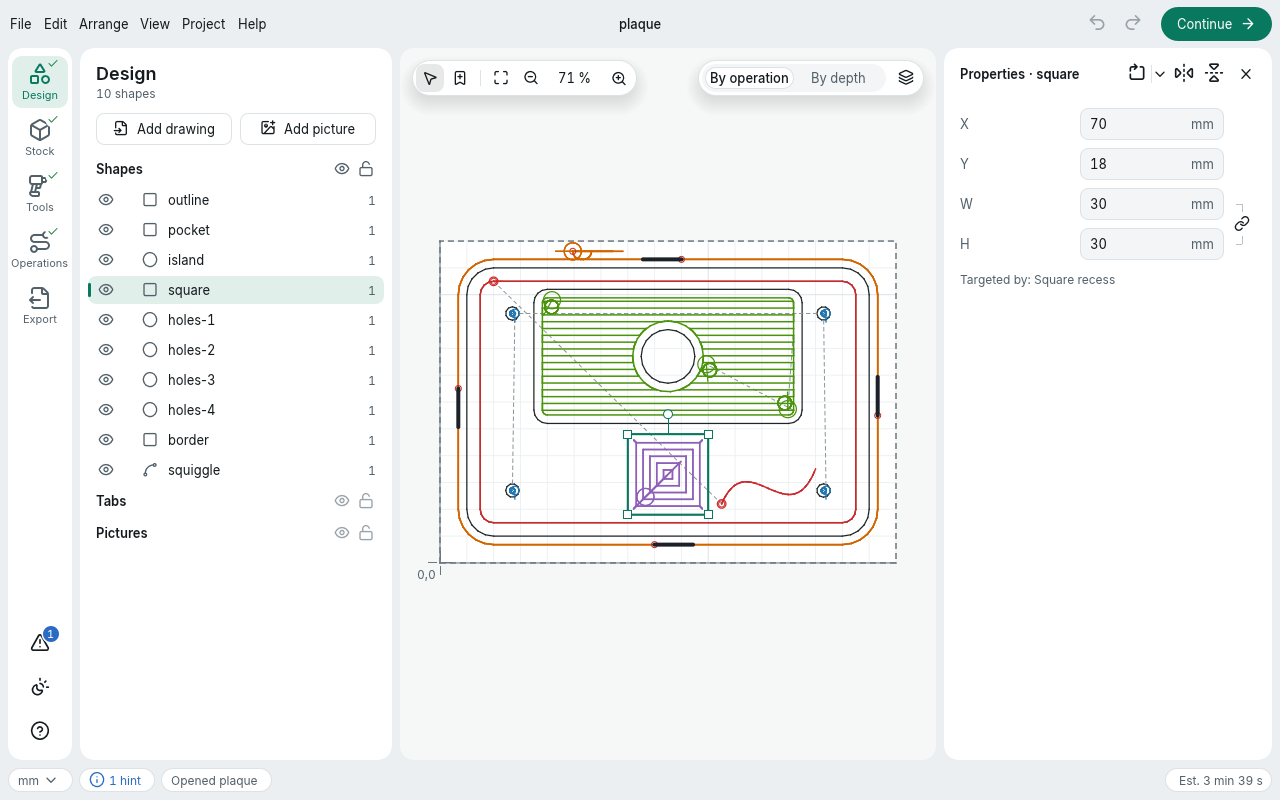 File Edit Arrange View Project Help
plaque
Continue
Design
Stock
Tools
Operations
Export
1
Design
10 shapes
Add drawing
Add picture
Shapes
outline 1
pocket 1
island 1
square 1
holes-1 1
holes-2 1
holes-3 1
holes-4 1
border 1
squiggle 1
Tabs
Pictures
71 %
By operation
By depth
0,0
Properties · square
X 70 mm
Y 18 mm
W 30 mm
H 30 mm
Targeted by: Square recess
mm
1 hint
Opened plaque
Est. 3 min 39 s